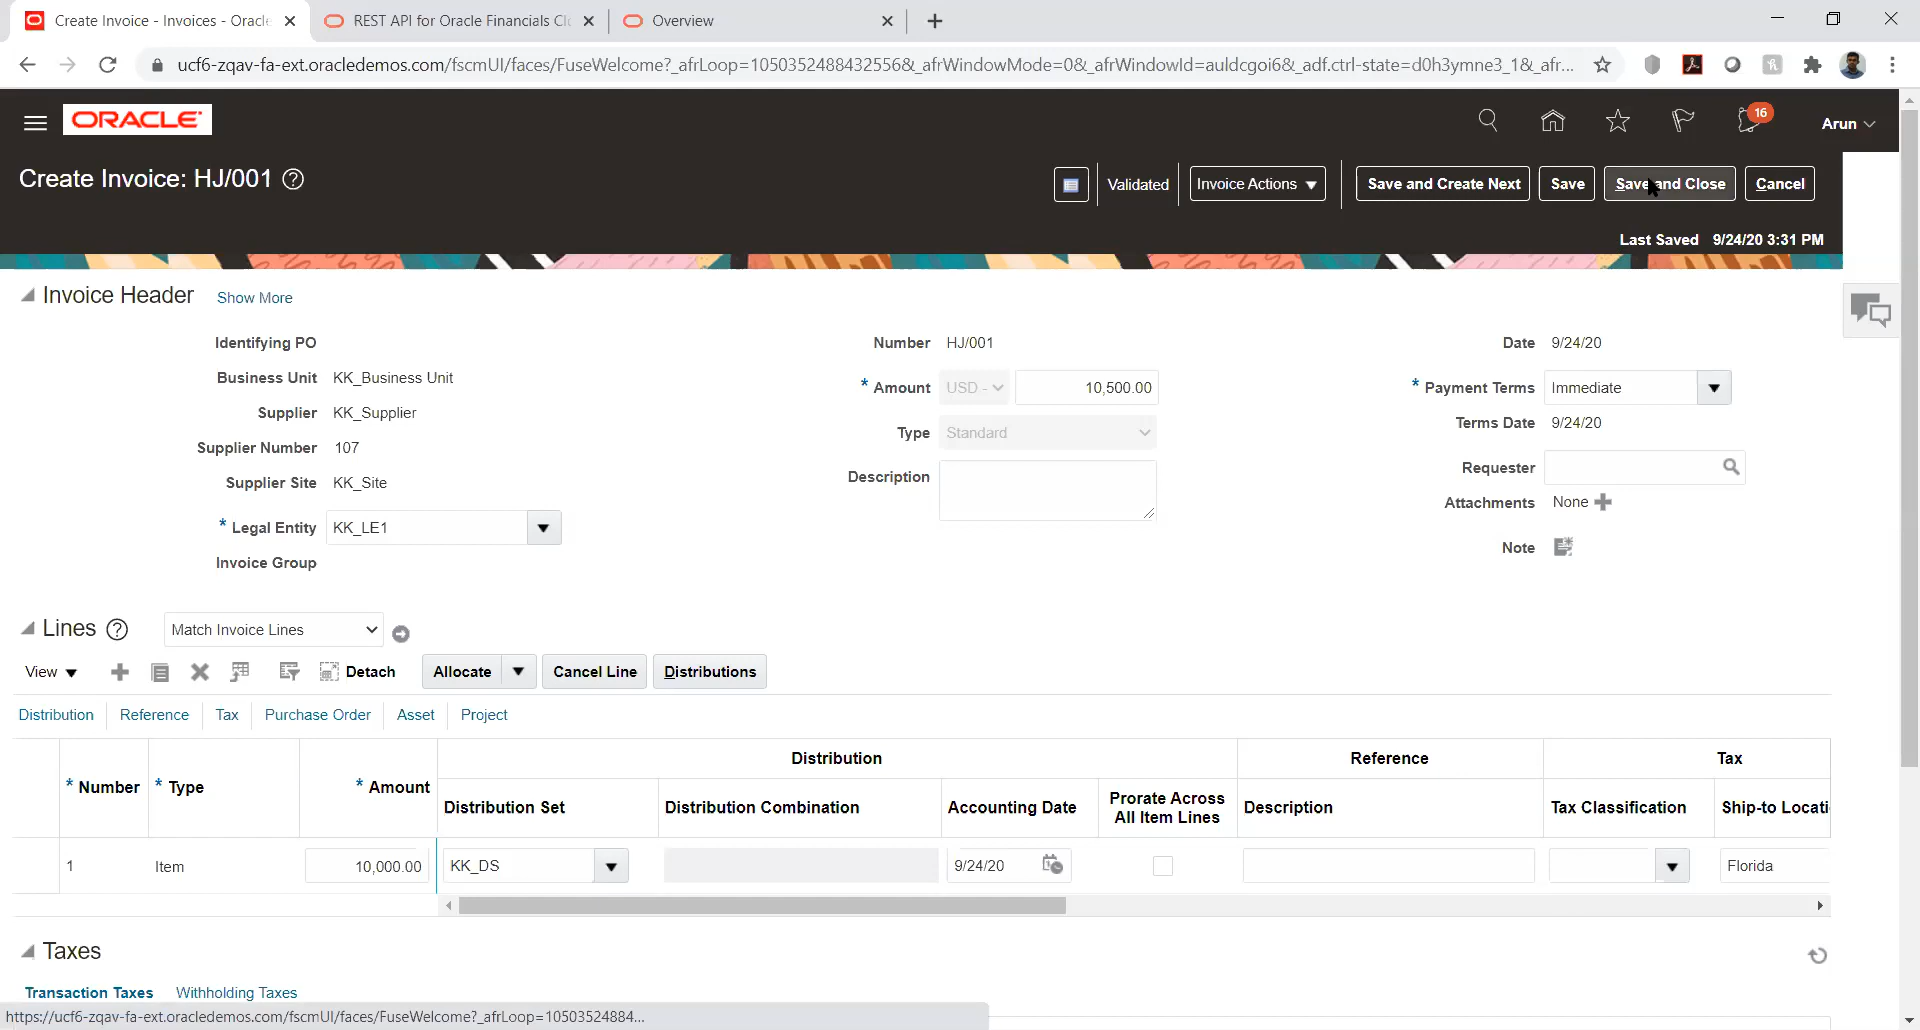 Create Invoice - Invoices - Oracle
REST API for Oracle Financials Clo
Overview
ucf6-zqav-fa-ext.oracledemos.com/fscmUI/faces/FuseWelcome?_afrLoop=10503524884432556&_afrWindowMode=0&_afrWindowId=auldcgoi6&_adf.ctrl-state=d0h3ymne3_1&_afr...
ORACLE
16
Arun
Create Invoice: HJ/001
Validated
Invoice Actions
Save and Create Next
Save
Save and Close
Cancel
Last Saved 9/24/20 3:31 PM
Invoice Header
Show More
Identifying PO
Number HJ/001
Date 9/24/20
Business Unit KK_Business Unit
* Amount USD - 10,500.00
* Payment Terms Immediate
Supplier KK_Supplier
Terms Date 9/24/20
Type Standard
Supplier Number 107
Requester
Description
Supplier Site KK_Site
Attachments None
* Legal Entity KK_LE1
Note
Invoice Group
Lines
Match Invoice Lines
View
Detach
Allocate
Cancel Line
Distributions
Distribution
Reference
Tax
Purchase Order
Asset
Project
Distribution
Reference
Tax
* Number
* Type
* Amount
Distribution Set
Distribution Combination
Accounting Date
Prorate Across
All Item Lines
Description
Tax Classification
Ship-to Locati
1
Item
10,000.00
KK_DS
9/24/20
Florida
Taxes
Transaction Taxes
Withholding Taxes
https://ucf6-zqav-fa-ext.oracledemos.com/fscmUI/faces/FuseWelcome?_afrLoop=10503524884...